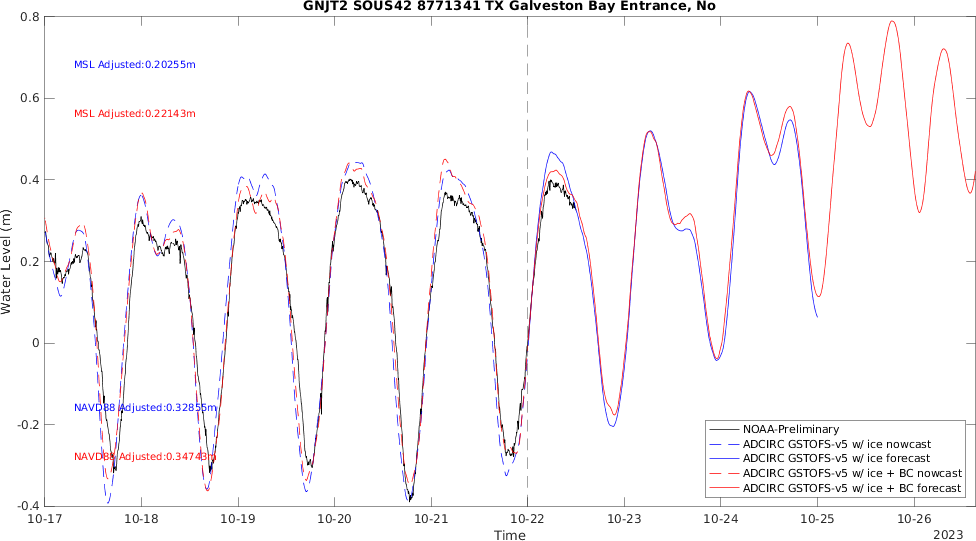 GNJT2 SOUS42 8771341 TX Galveston Bay Entrance, No
Water Level (m)
0.8
0.6
0.4
0.2
0
-0.2
-0.4
MSL Adjusted:0.20255m
MSL Adjusted:0.22143m
NAVD88 Adjusted:0.32855m
NAVD88 Adjusted:0.34743m
NOAA-Preliminary
ADCIRC GSTOFS-v5 w/ ice nowcast
ADCIRC GSTOFS-v5 w/ ice forecast
ADCIRC GSTOFS-v5 w/ ice + BC nowcast
ADCIRC GSTOFS-v5 w/ ice + BC forecast
10-17 10-18 10-19 10-20 10-21 10-22 10-23 10-24 10-25 10-26
Time
2023